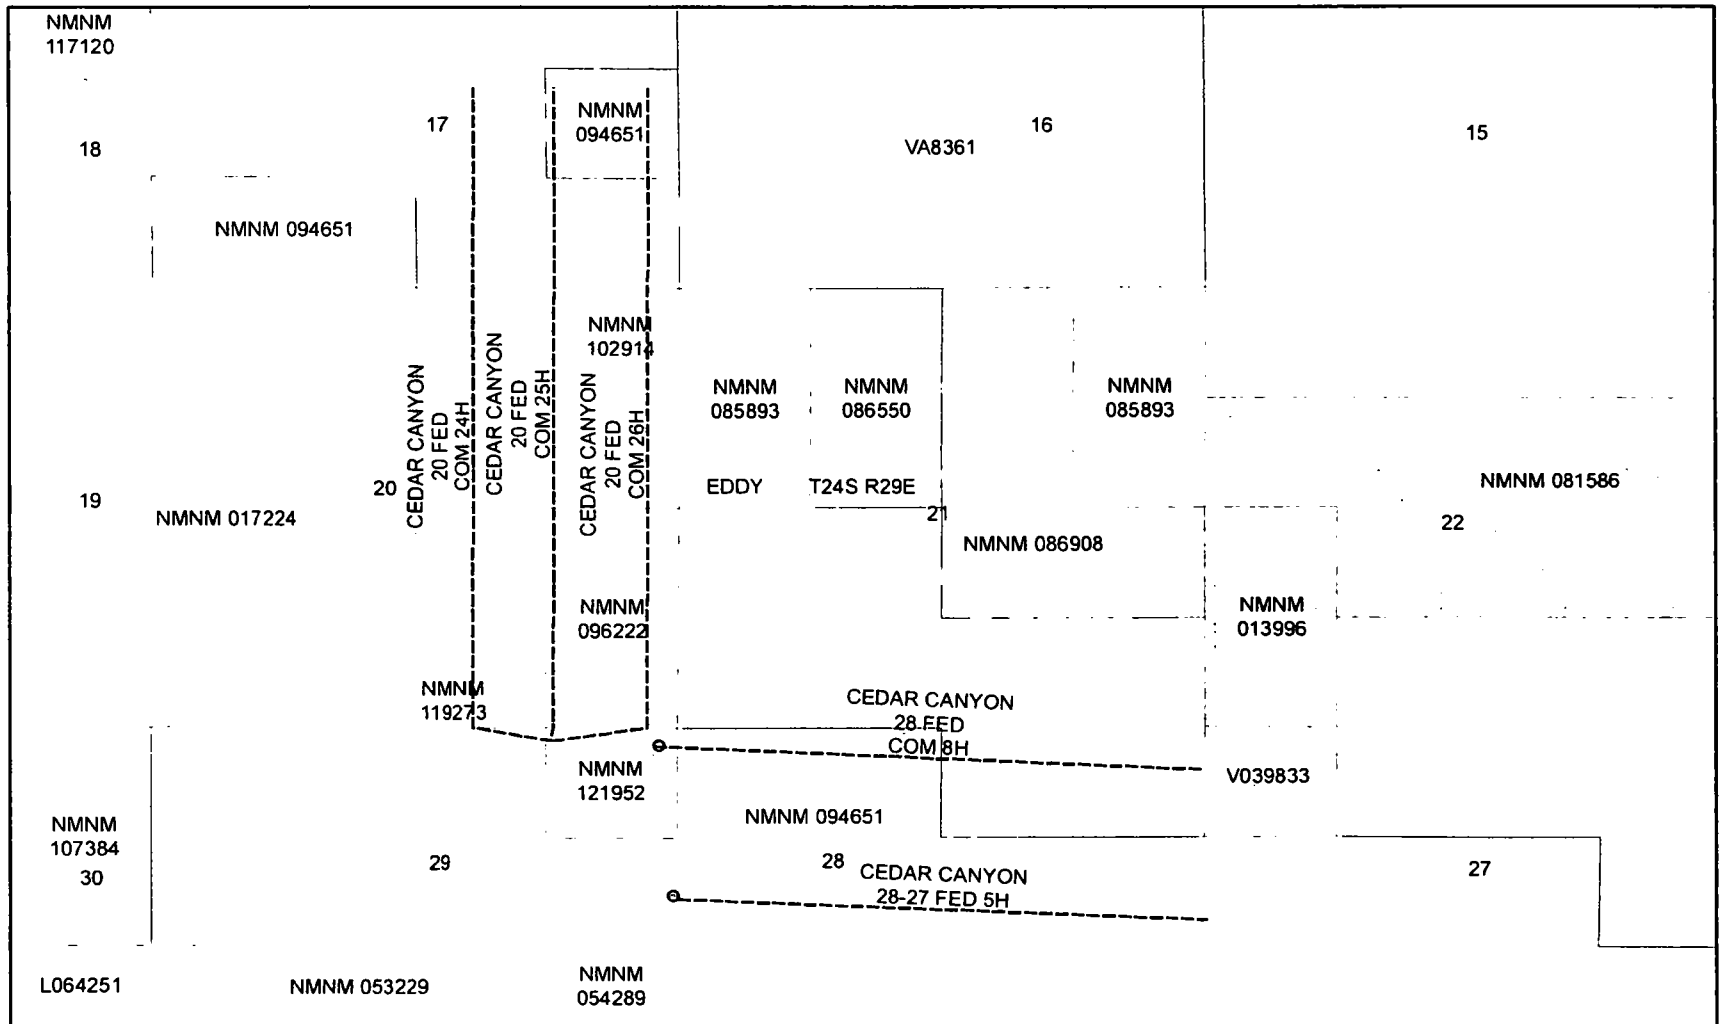 NMNM
117120
17
18
NMNM
094651
16
VA8361
15
NMNM 094651
NMNM
102914
CEDAR CANYON
20 FED
COM 24H
CEDAR CANYON
20 FED
COM 25H
CEDAR CANYON
20 FED
COM 26H
NMNM
085893
NMNM
086550
NMNM
085893
19
20
NMNM 017224
EDDY
T24S R29E
21
NMNM 086908
NMNM 081586
22
NMNM
096222
NMNM
013996
NMNM
119273
CEDAR CANYON
28 FED
COM 8H
NMNM
121952
V039833
NMNM 094651
NMNM
107384
30
29
28
CEDAR CANYON
28-27 FED 5H
27
L064251
NMNM 053229
NMNM
054289